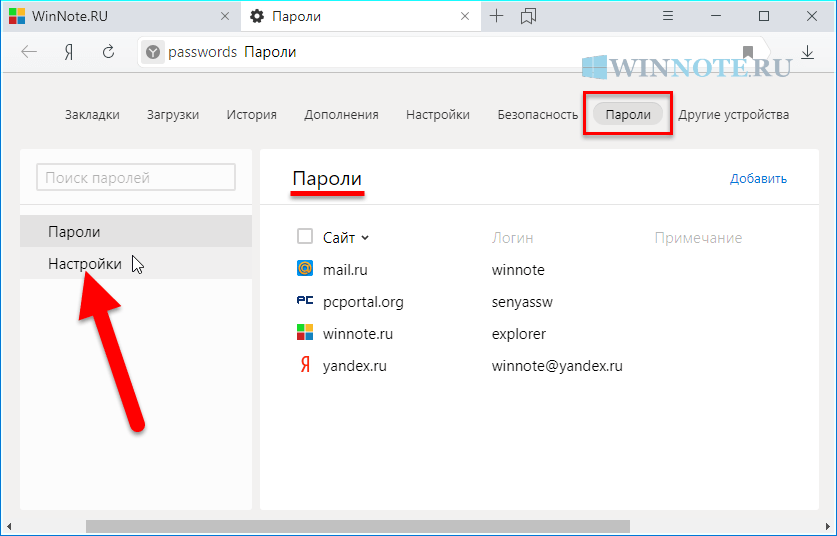 WinNote.RU Пароли
Я passwords Пароли
WINNOTE.RU
Закладки Загрузки История Дополнения Настройки Безопасность Пароли Другие устройства
Поиск паролей
Пароли
Настройки
Пароли Добавить
Сайт Логин Примечание
@ mail.ru winnote
PC pcportal.org senyassw
winnote.ru explorer
Я yandex.ru winnote@yandex.ru